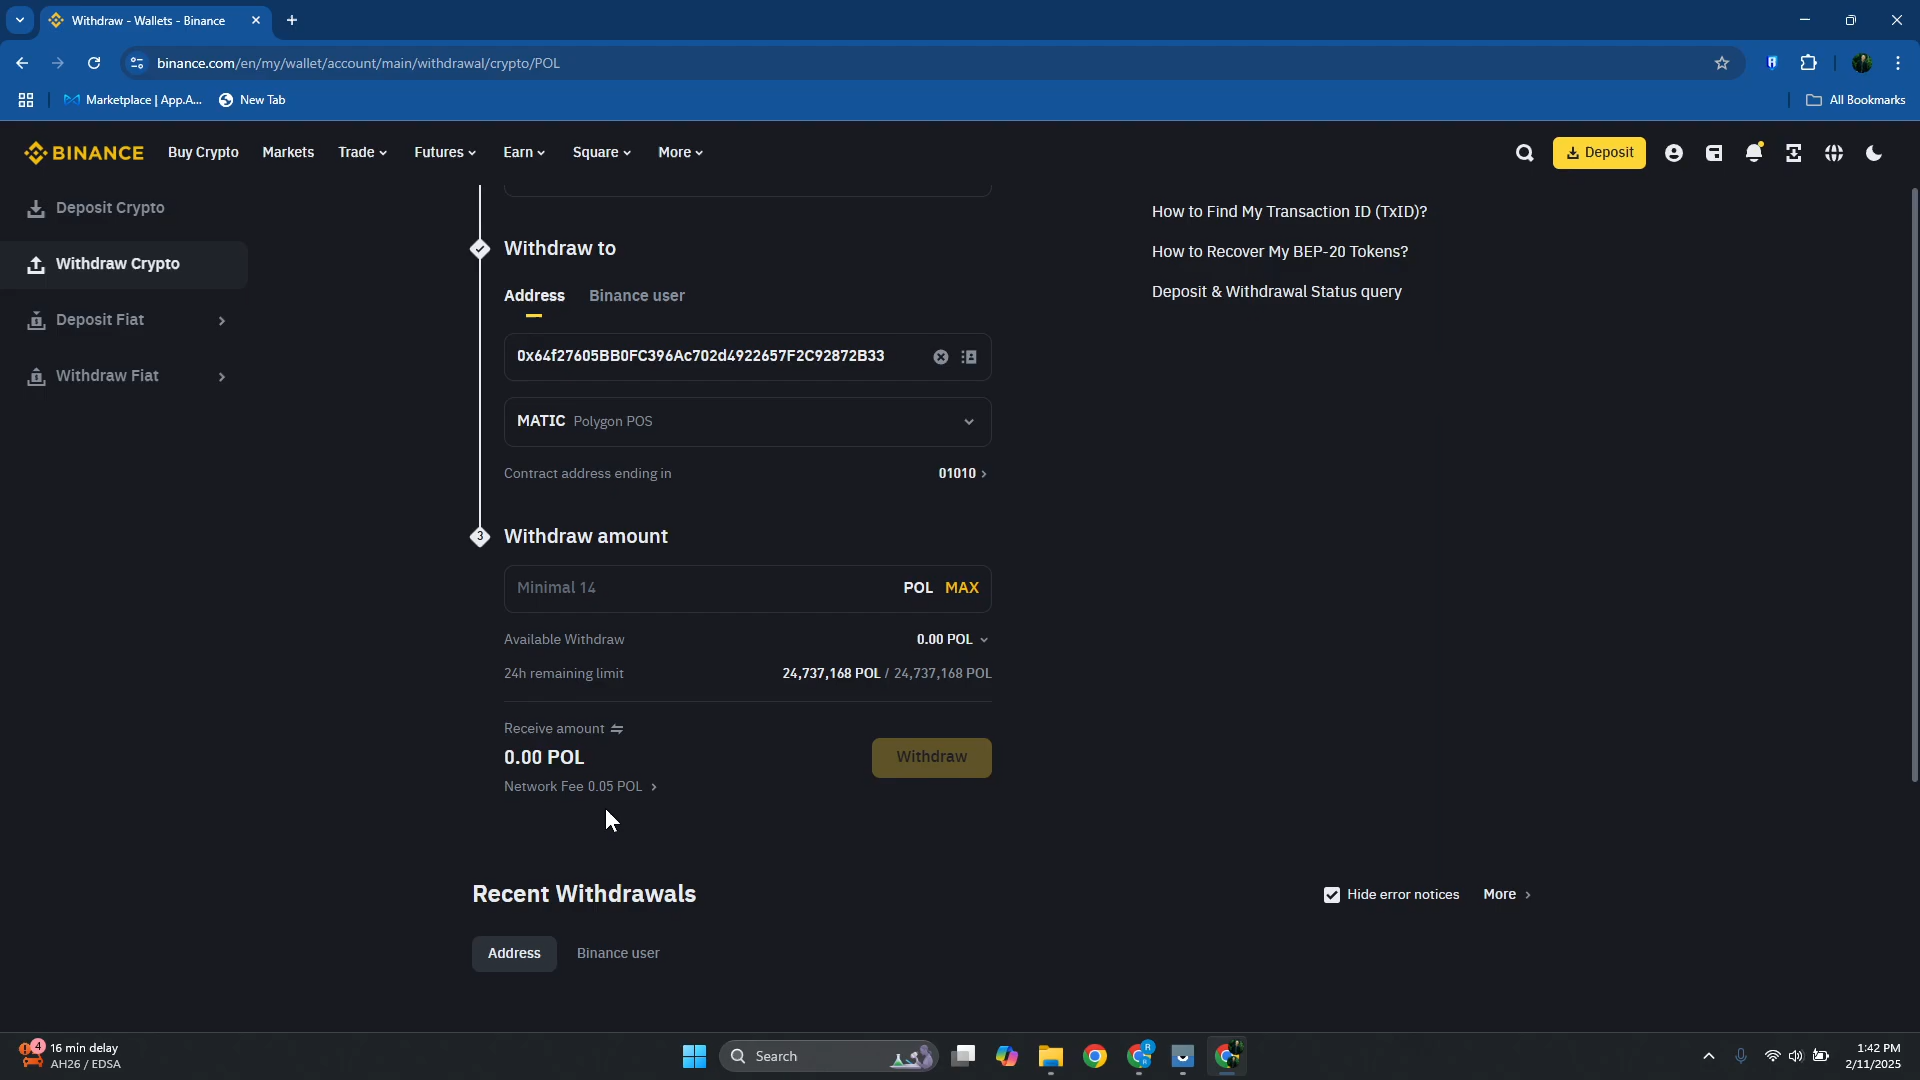 Withdraw - Wallets - Binance
binance.com/en/my/wallet/account/main/withdrawal/crypto/POL
Marketplace | App.A...
New Tab
All Bookmarks
BINANCE
Buy Crypto
Markets
Trade
Futures
Earn
Square
More
Deposit
Deposit Crypto
Withdraw Crypto
Deposit Fiat
Withdraw Fiat
Withdraw to
Address
Binance user
0x64f27605BB0FC396Ac702d4922657F2C92872B33
MATIC Polygon POS
Contract address ending in
01010
3
Withdraw amount
Minimal 14
POL MAX
Available Withdraw
0.00 POL
24h remaining limit
24,737,168 POL / 24,737,168 POL
Receive amount
0.00 POL
Network Fee 0.05 POL
Withdraw
How to Find My Transaction ID (TxID)?
How to Recover My BEP-20 Tokens?
Deposit & Withdrawal Status query
Recent Withdrawals
Hide error notices
More
Address
Binance user
4
16 min delay
AH26 / EDSA
Search
R
1:42 PM
2/11/2025